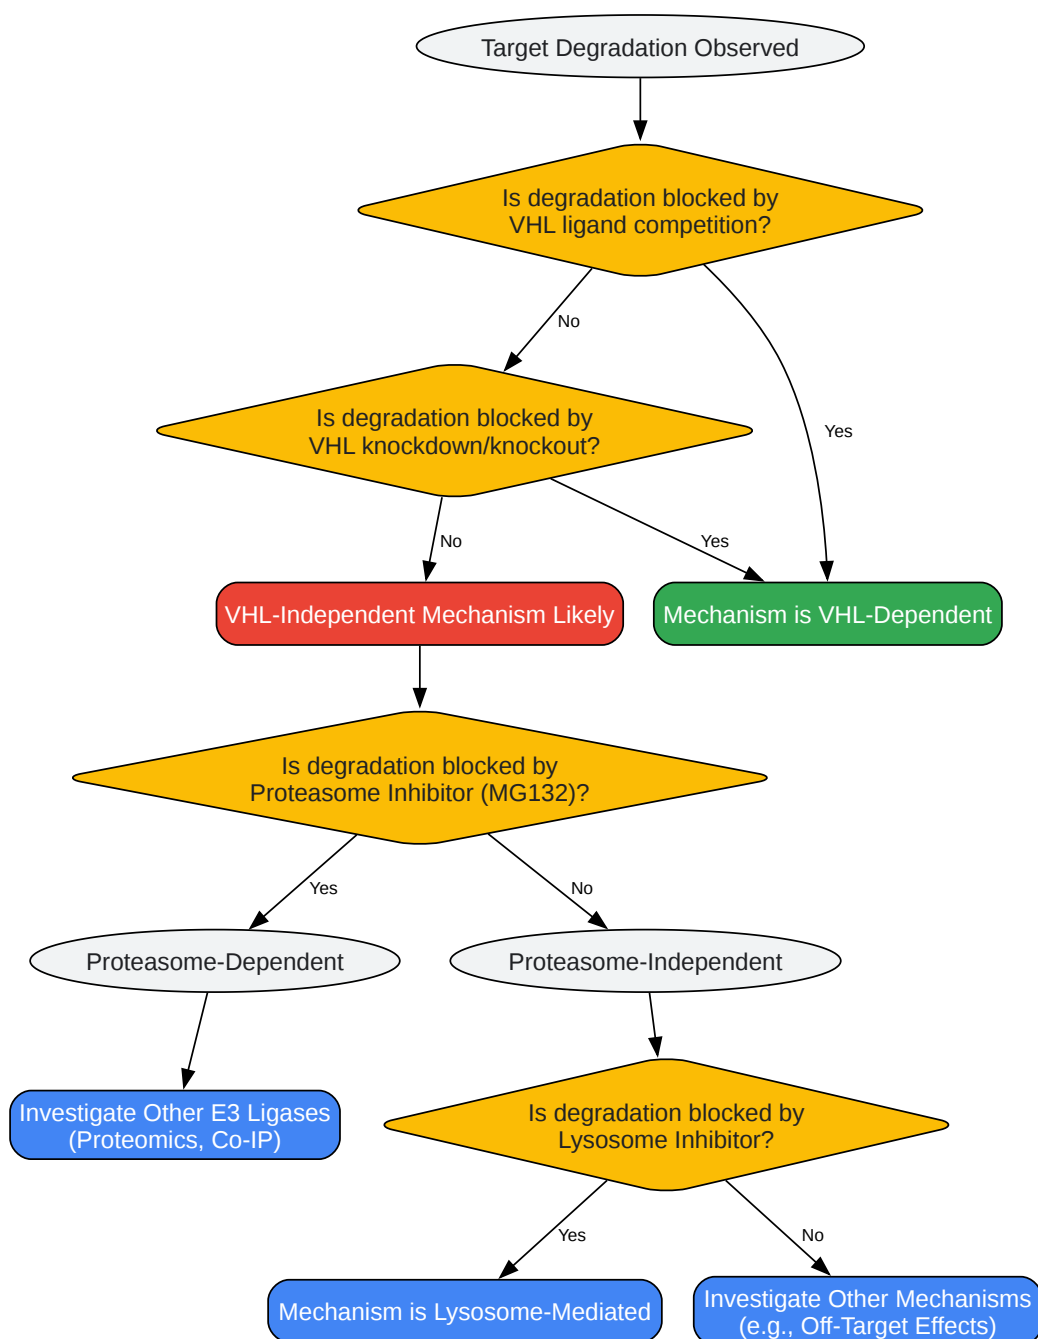 Target Degradation Observed
Is degradation blocked by
VHL ligand competition?
No
Yes
Is degradation blocked by
VHL knockdown/knockout?
No
Yes
VHL-Independent Mechanism Likely
Mechanism is VHL-Dependent
Is degradation blocked by
Proteasome Inhibitor (MG132)?
Yes
No
Proteasome-Dependent
Proteasome-Independent
Investigate Other E3 Ligases
(Proteomics, Co-IP)
Is degradation blocked by
Lysosome Inhibitor?
Yes
No
Mechanism is Lysosome-Mediated
Investigate Other Mechanisms
(e.g., Off-Target Effects)